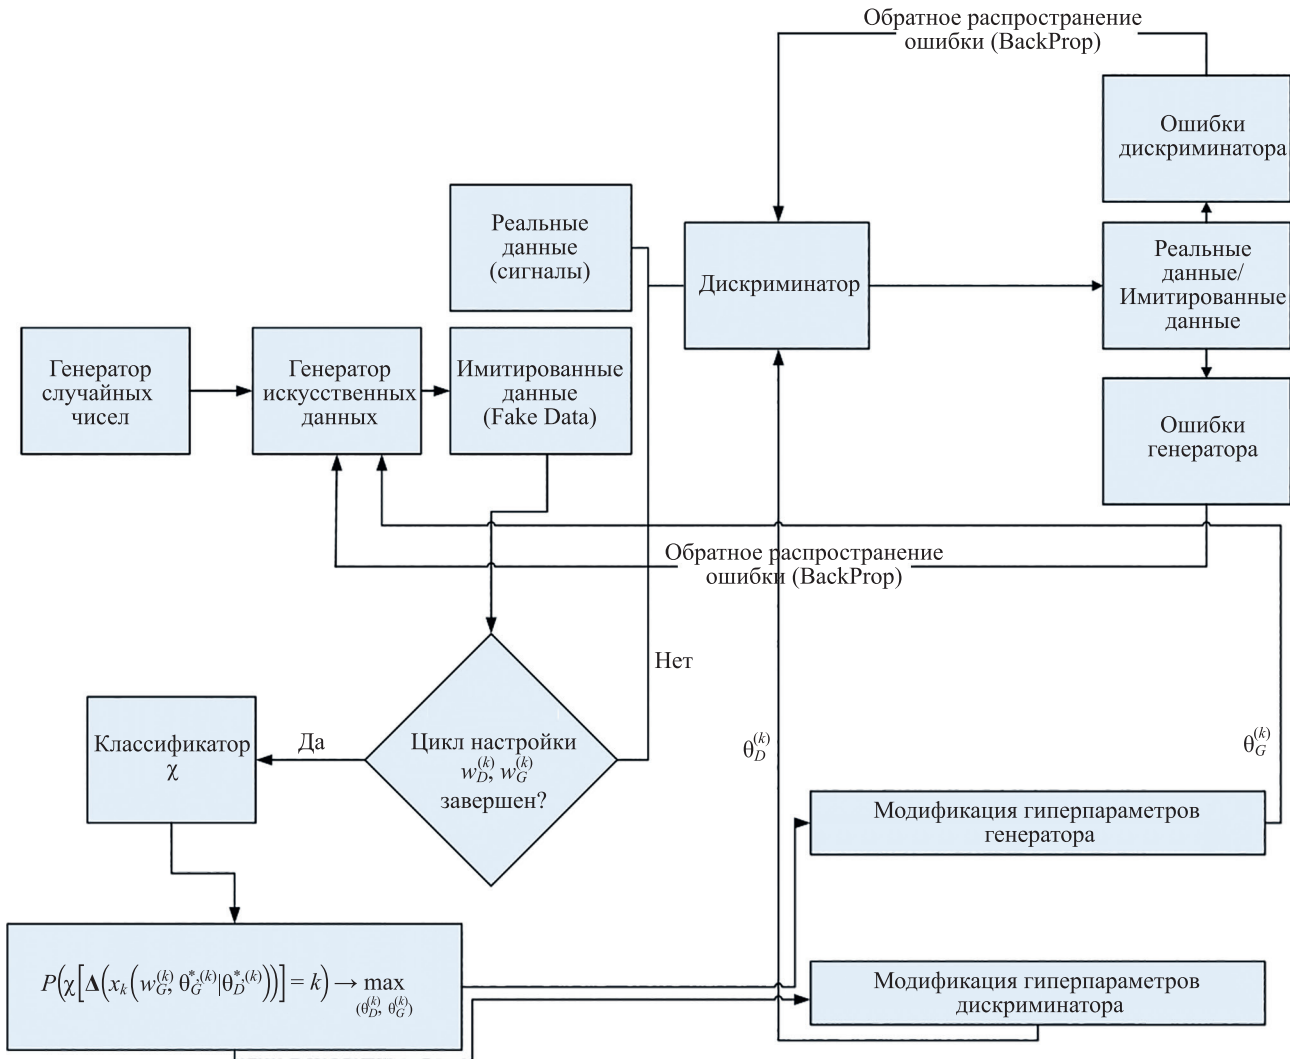 Обратное распространение
ошибки (BackProp)
Ошибки
дискриминатора
Реальные
данные
(сигналы)
Дискриминатор
Реальные
данные/
Имитированные
данные
Генератор
случайных
чисел
Генератор
искусственных
данных
Имитированные
данные
(Fake Data)
Ошибки
генератора
Обратное распространение
ошибки (BackProp)
Нет
Классификатор
χ
Да
Цикл настройки
w_D^{(k)}, w_G^{(k)}
завершен?
θ_D^{(k)}
θ_G^{(k)}
Модификация гиперпараметров
генератора
P(χ[Δ(x_k(w_G^{(k)}, θ_G^{*,(k)}|θ_D^{*,(k)}))] = k) → max
(θ_D^{(k)}, θ_G^{(k)})
Модификация гиперпараметров
дискриминатора